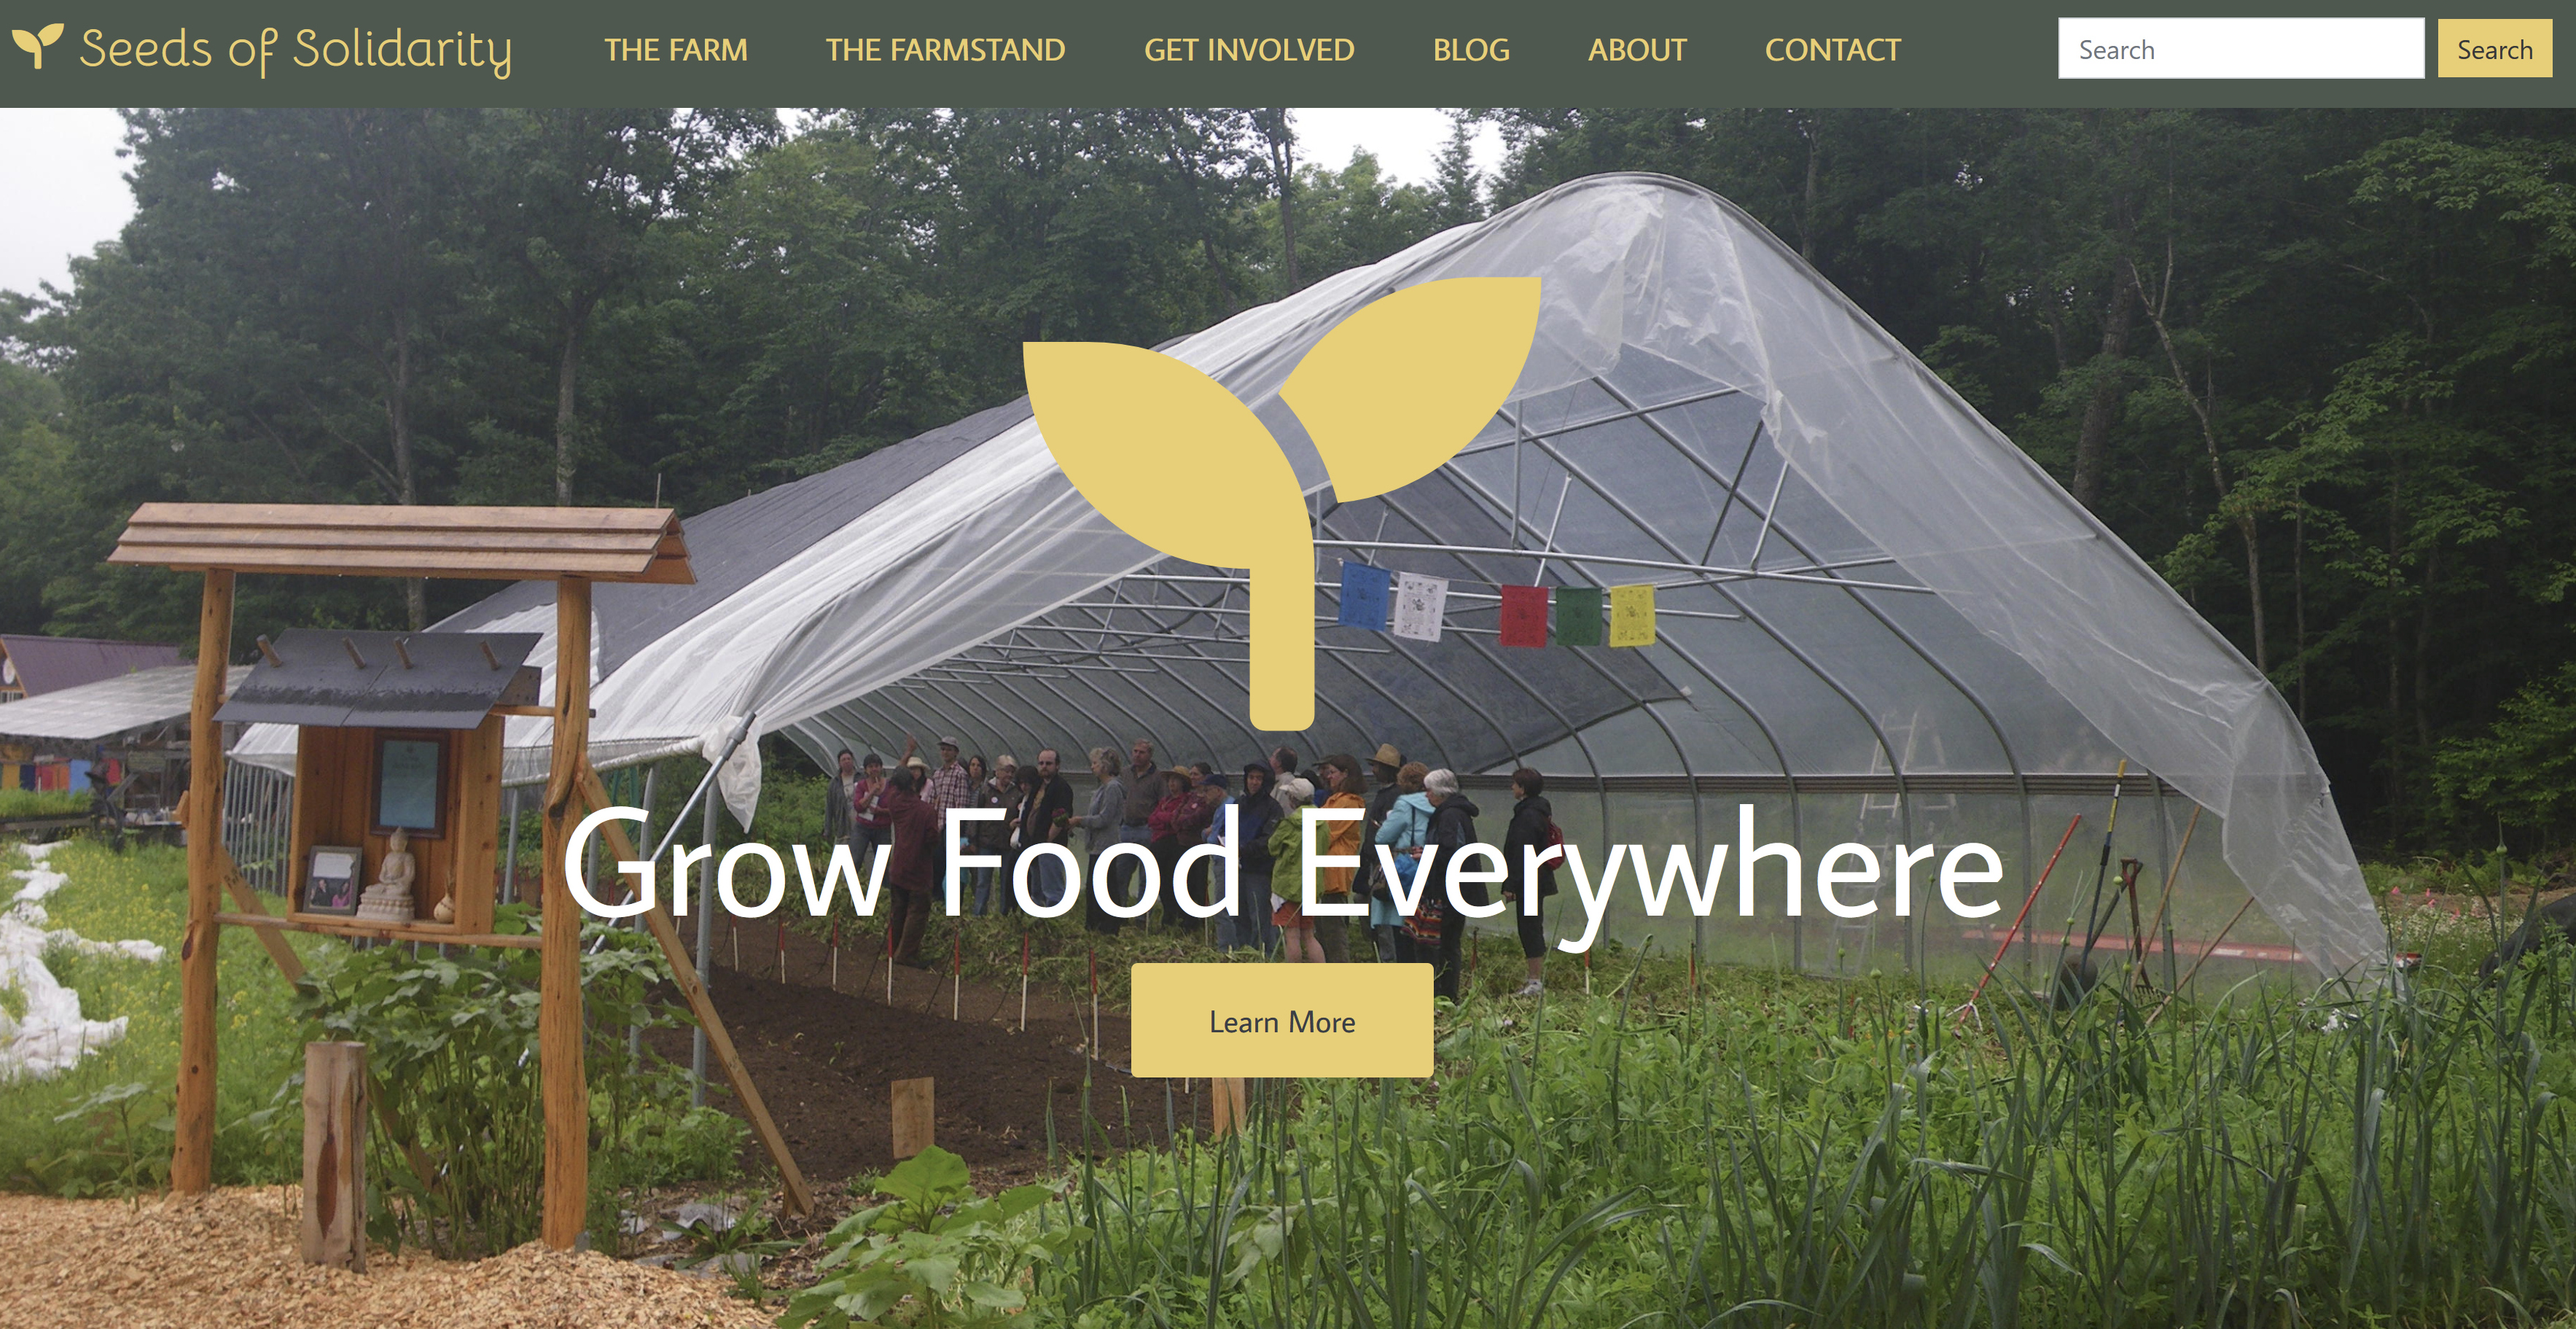 Seeds of Solidarity
THE FARM
THE FARMSTAND
GET INVOLVED
BLOG
ABOUT
CONTACT
Search
Search
Grow Food Everywhere
Learn More